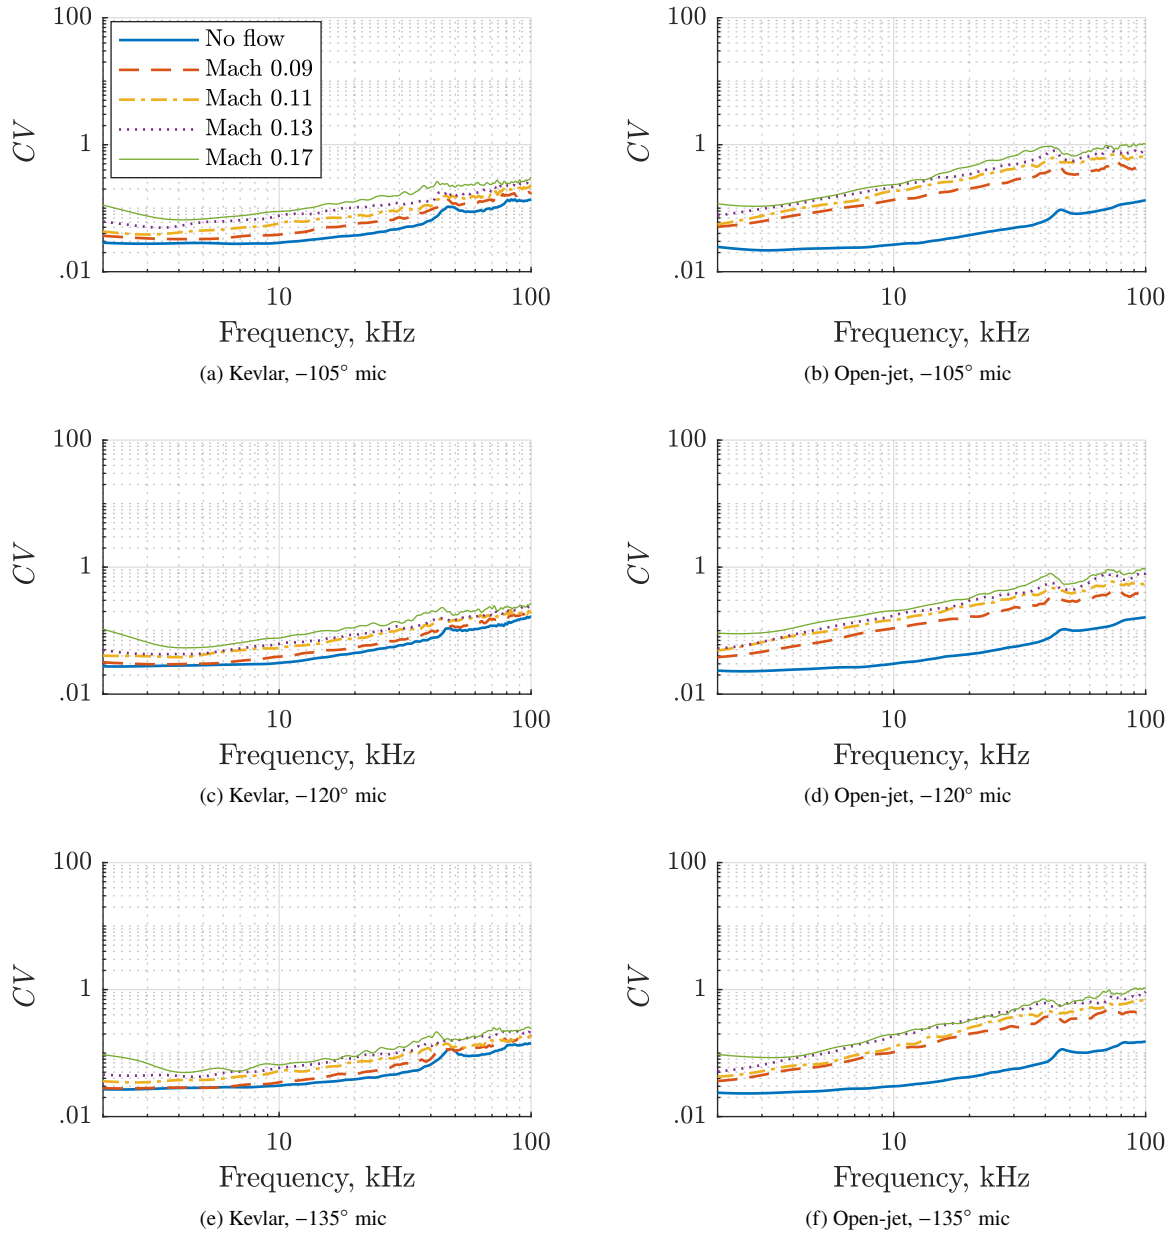 100
1
.01
CV
No flow
Mach 0.09
Mach 0.11
Mach 0.13
Mach 0.17
10
100
Frequency, kHz
(a) Kevlar, −105° mic
100
1
.01
CV
10
100
Frequency, kHz
(b) Open-jet, −105° mic
100
1
.01
CV
10
100
Frequency, kHz
(c) Kevlar, −120° mic
100
1
.01
CV
10
100
Frequency, kHz
(d) Open-jet, −120° mic
100
1
.01
CV
10
100
Frequency, kHz
(e) Kevlar, −135° mic
100
1
.01
CV
10
100
Frequency, kHz
(f) Open-jet, −135° mic